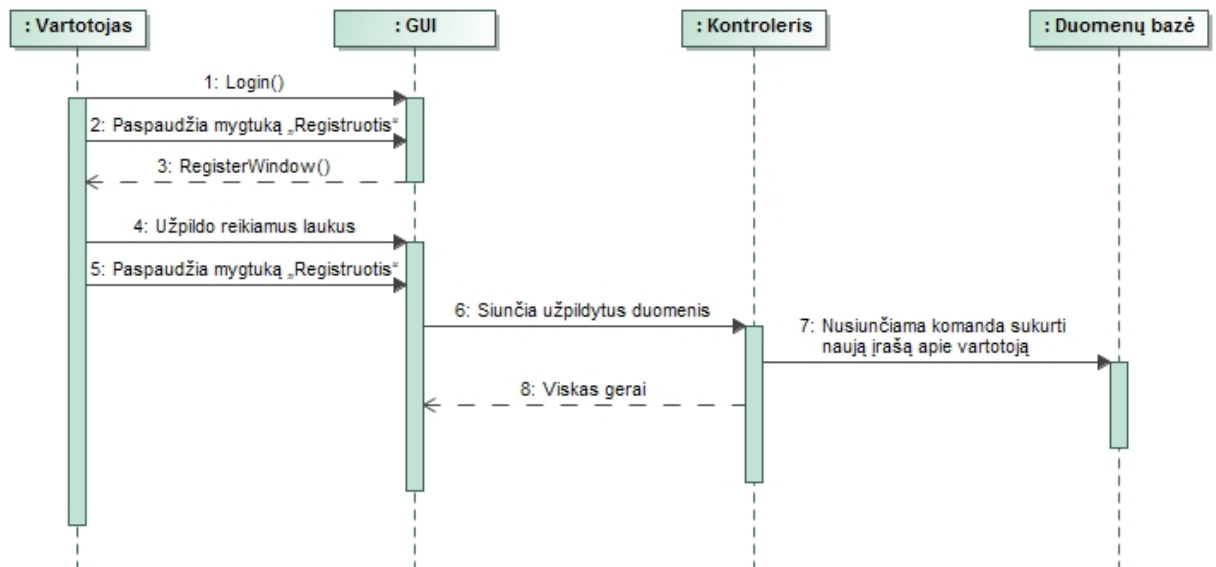 : Vartotojas
: GUI
: Kontroleris
: Duomenų bazė
1: Login()
2: Paspaudžia mygtuką „Registruotis“
3: RegisterWindow()
4: Užpildo reikiamus laukus
5: Paspaudžia mygtuką „Registruotis“
6: Siunčia užpildytus duomenis
7: Nusiunčiama komanda sukurti
naują įrašą apie vartotoją
8: Viskas gerai